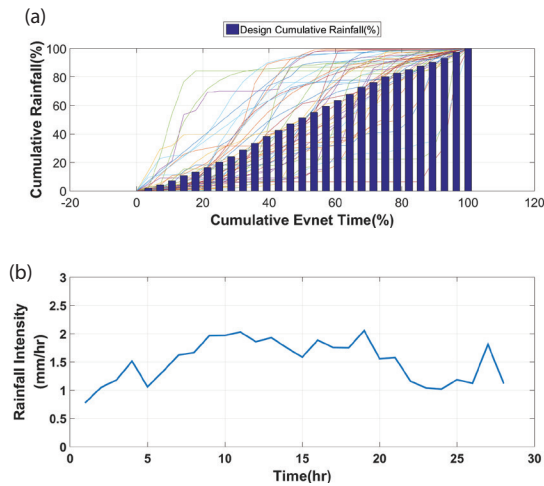 (a)
Design Cumulative Rainfall(%)
100
80
60
40
20
0
Cumulative Rainfall(%)
-20 0 20 40 60 80 100 120
Cumulative Evnet Time(%)
(b)
3
2.5
2
1.5
1
0.5
0
Rainfall Intensity
(mm/hr)
0 5 10 15 20 25 30
Time(hr)